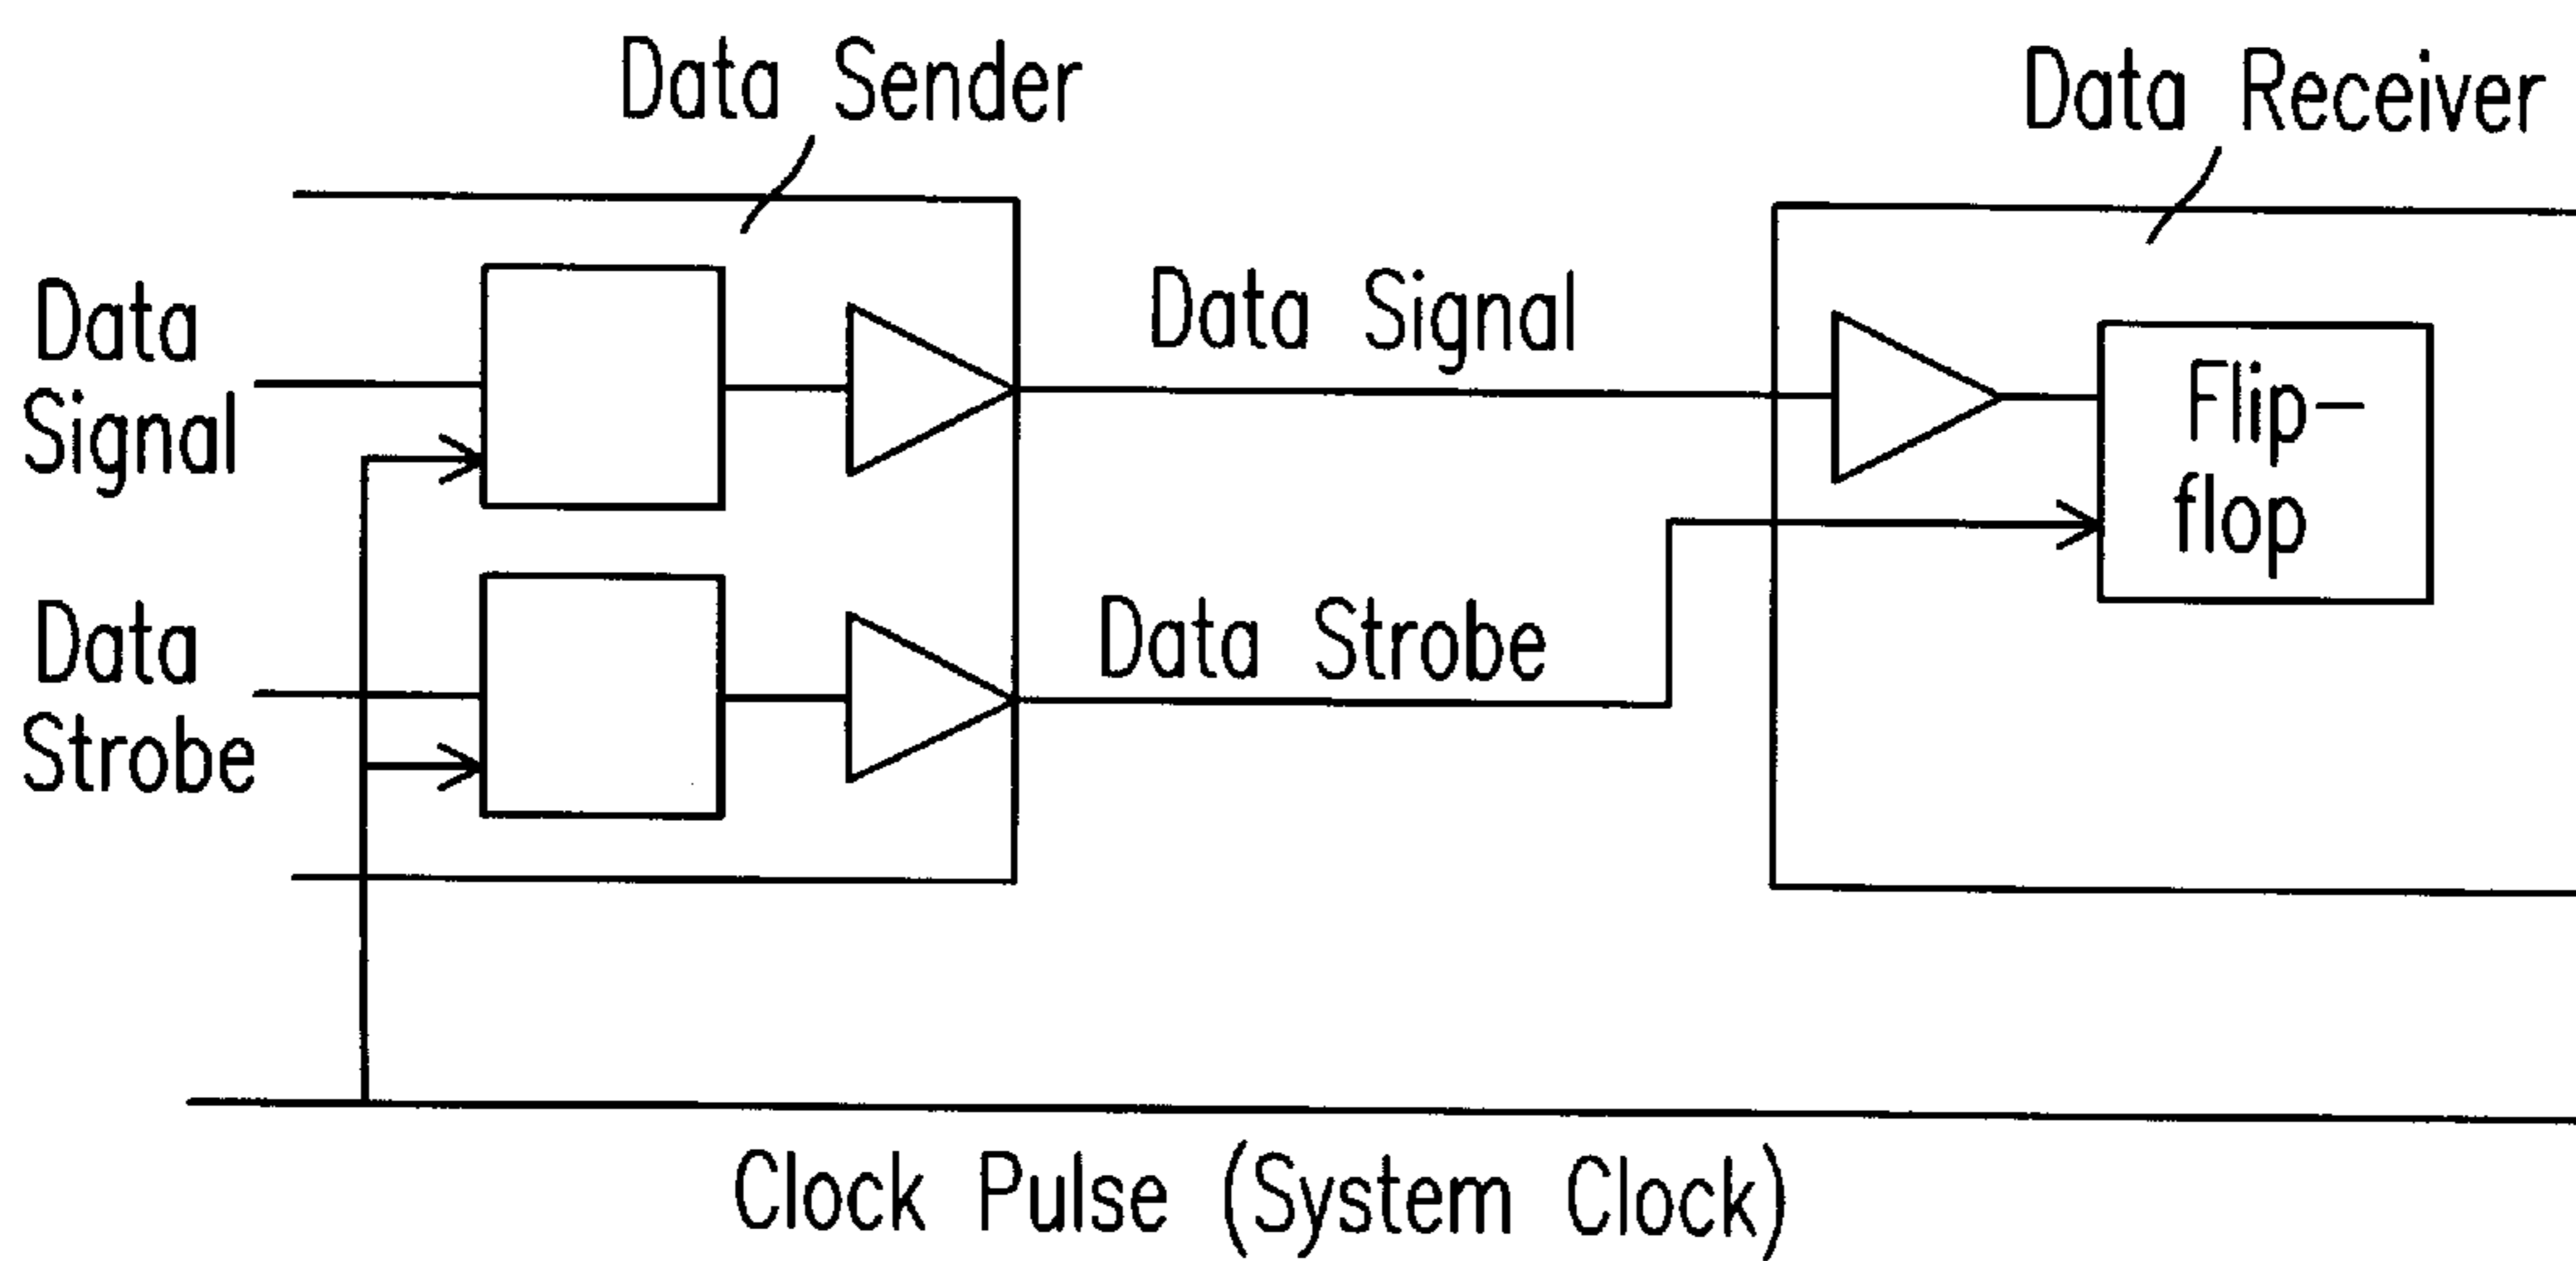 Data Sender
Data Receiver
Data
Signal
Data Signal
Flip-
flop
Data
Strobe
Data Strobe
Clock Pulse (System Clock)